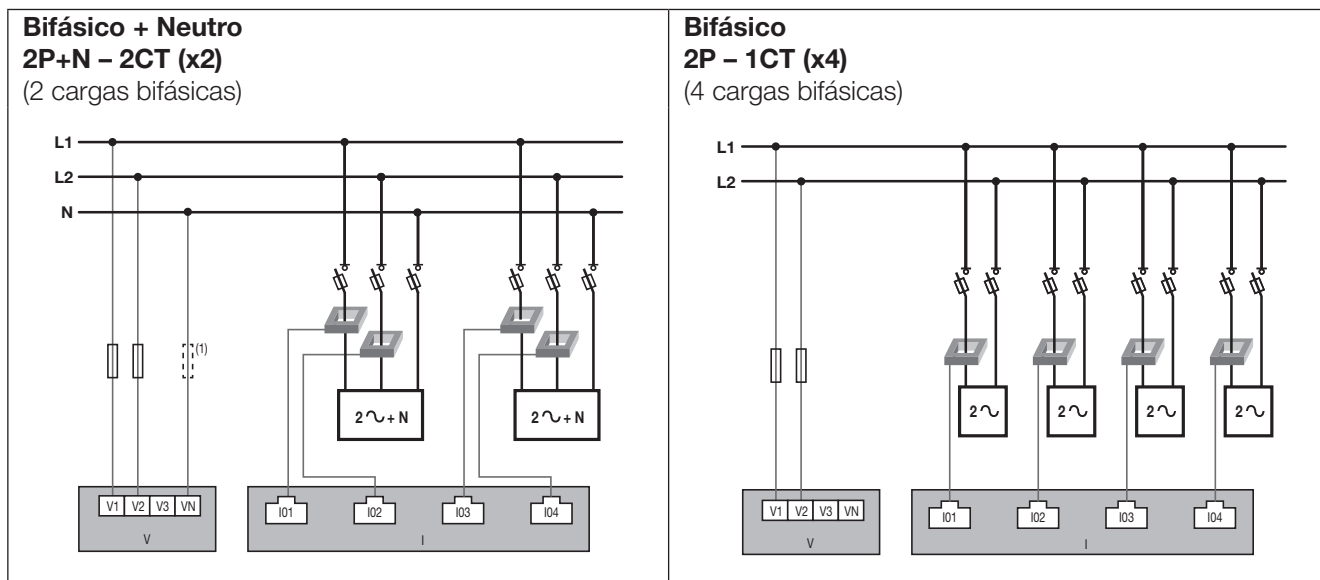 Bifásico + Neutro
2P+N – 2CT (x2)
(2 cargas bifásicas)
L1
L2
N
(1)
2 ∿ + N
2 ∿ + N
V1 V2 V3 VN
V
I01 I02 I03 I04
I
Bifásico
2P – 1CT (x4)
(4 cargas bifásicas)
L1
L2
2 ∿
2 ∿
2 ∿
2 ∿
V1 V2 V3 VN
V
I01 I02 I03 I04
I